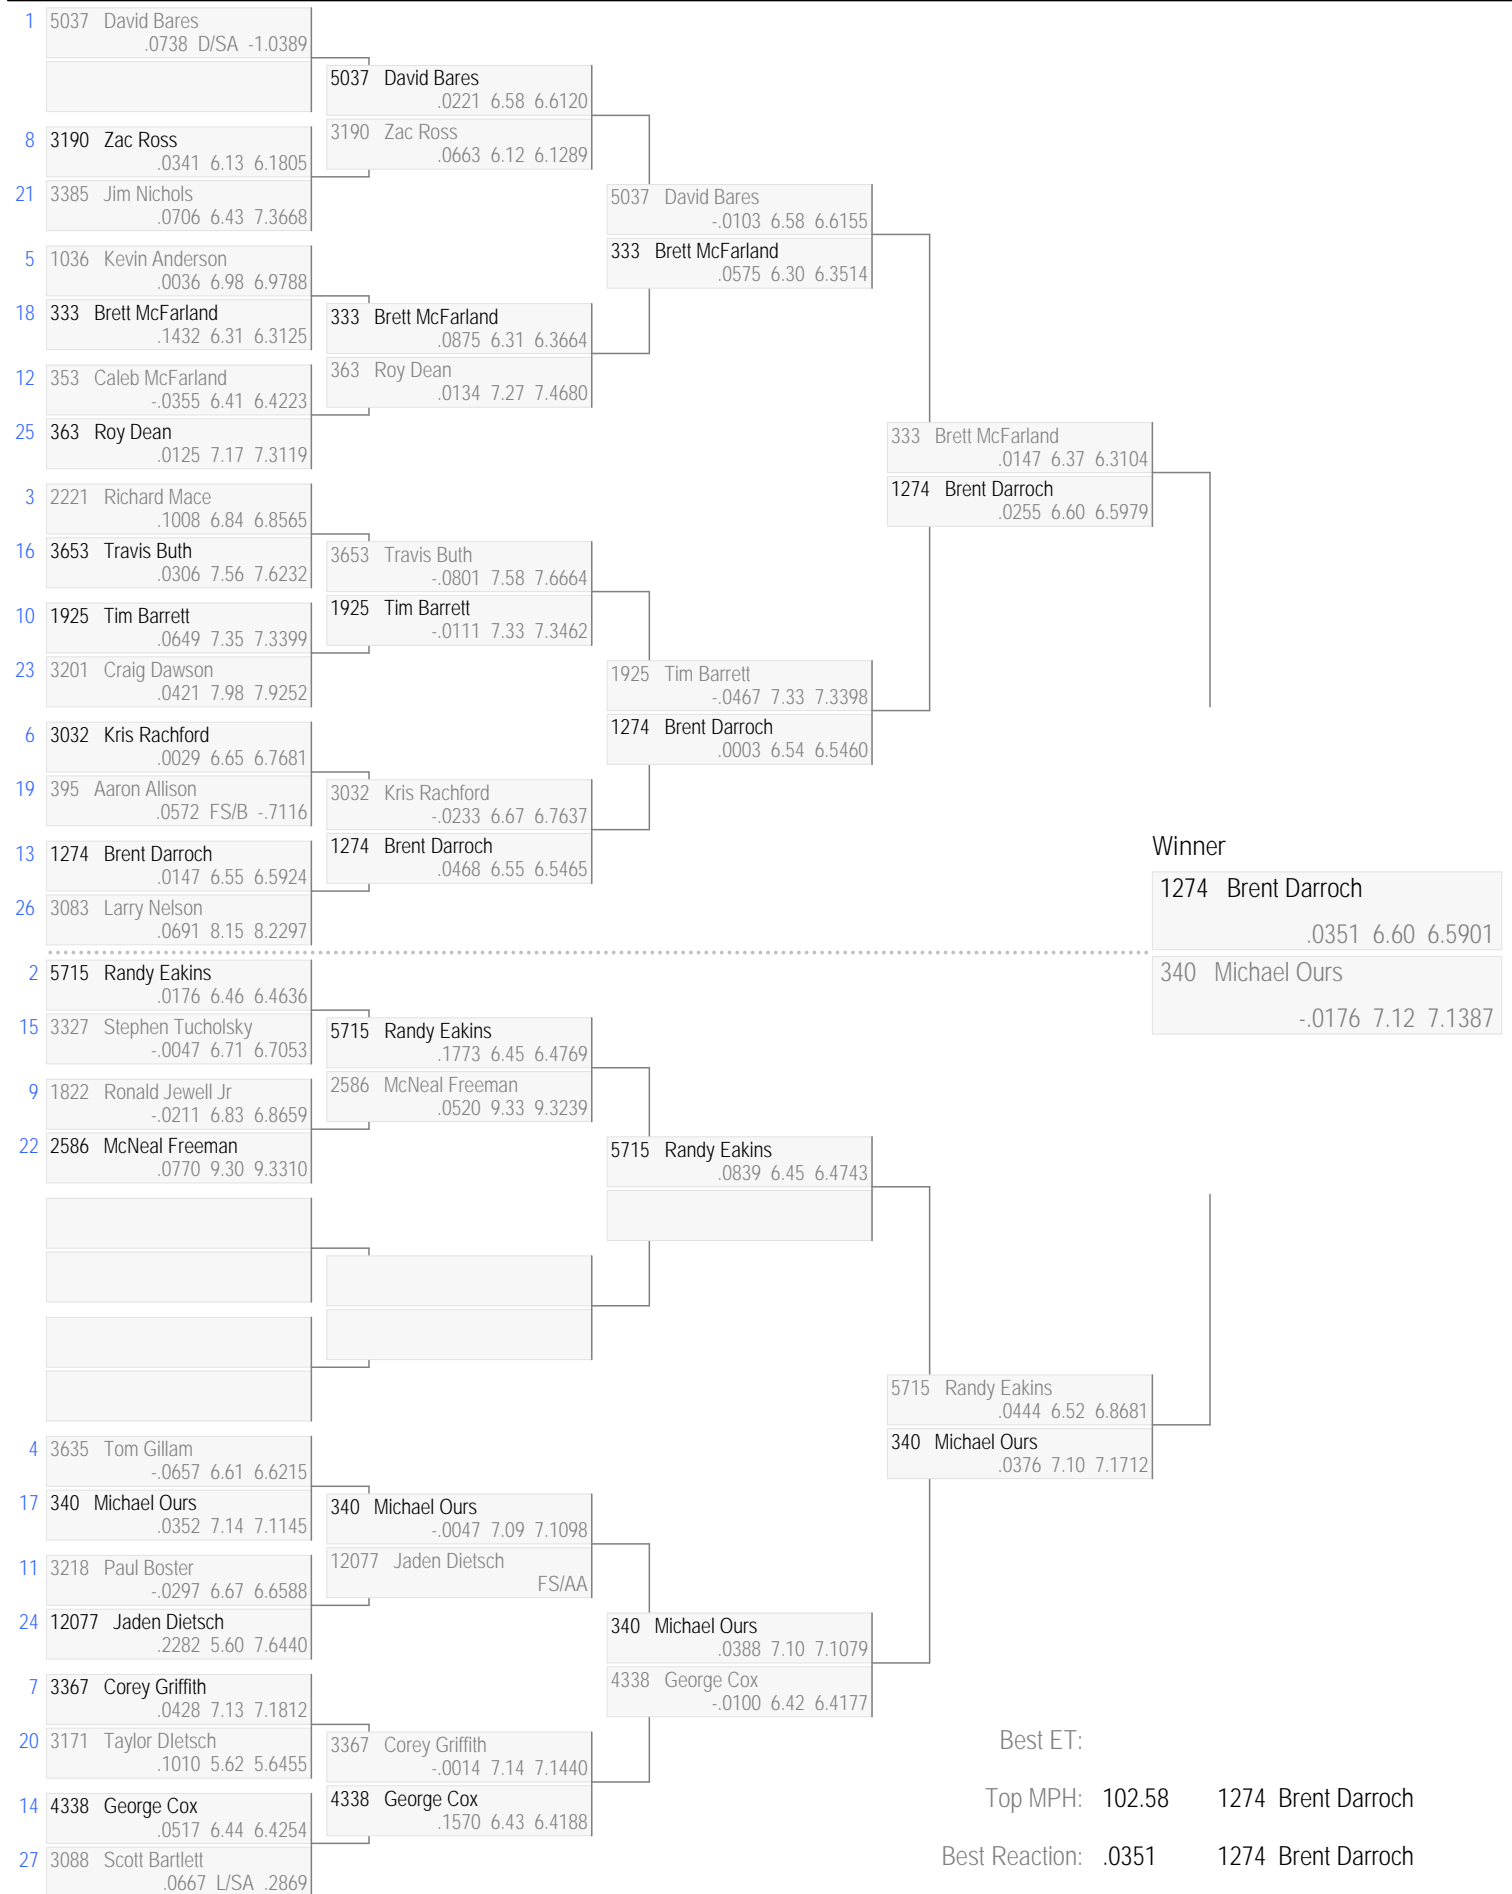 1 5037 David Bares
.0738 D/SA -1.0389
8 3190 Zac Ross
.0341 6.13 6.1805
21 3385 Jim Nichols
.0706 6.43 7.3668
5 1036 Kevin Anderson
.0036 6.98 6.9788
18 333 Brett McFarland
.1432 6.31 6.3125
12 353 Caleb McFarland
-.0355 6.41 6.4223
25 363 Roy Dean
.0125 7.17 7.3119
3 2221 Richard Mace
.1008 6.84 6.8565
16 3653 Travis Buth
.0306 7.56 7.6232
10 1925 Tim Barrett
.0649 7.35 7.3399
23 3201 Craig Dawson
.0421 7.98 7.9252
6 3032 Kris Rachford
.0029 6.65 6.7681
19 395 Aaron Allison
.0572 FS/B -.7116
13 1274 Brent Darroch
.0147 6.55 6.5924
26 3083 Larry Nelson
.0691 8.15 8.2297
2 5715 Randy Eakins
.0176 6.46 6.4636
15 3327 Stephen Tucholsky
-.0047 6.71 6.7053
9 1822 Ronald Jewell Jr
-.0211 6.83 6.8659
22 2586 McNeal Freeman
.0770 9.30 9.3310
4 3635 Tom Gillam
-.0657 6.61 6.6215
17 340 Michael Ours
.0352 7.14 7.1145
11 3218 Paul Boster
-.0297 6.67 6.6588
24 12077 Jaden Dietsch
.2282 5.60 7.6440
7 3367 Corey Griffith
.0428 7.13 7.1812
20 3171 Taylor DIetsch
.1010 5.62 5.6455
14 4338 George Cox
.0517 6.44 6.4254
27 3088 Scott Bartlett
.0667 L/SA .2869
5037 David Bares
.0221 6.58 6.6120
3190 Zac Ross
.0663 6.12 6.1289
333 Brett McFarland
.0875 6.31 6.3664
363 Roy Dean
.0134 7.27 7.4680
3653 Travis Buth
-.0801 7.58 7.6664
1925 Tim Barrett
-.0111 7.33 7.3462
3032 Kris Rachford
-.0233 6.67 6.7637
1274 Brent Darroch
.0468 6.55 6.5465
5715 Randy Eakins
.1773 6.45 6.4769
2586 McNeal Freeman
.0520 9.33 9.3239
340 Michael Ours
-.0047 7.09 7.1098
12077 Jaden Dietsch
FS/AA
3367 Corey Griffith
-.0014 7.14 7.1440
4338 George Cox
.1570 6.43 6.4188
5037 David Bares
-.0103 6.58 6.6155
333 Brett McFarland
.0575 6.30 6.3514
1925 Tim Barrett
-.0467 7.33 7.3398
1274 Brent Darroch
.0003 6.54 6.5460
5715 Randy Eakins
.0839 6.45 6.4743
340 Michael Ours
.0388 7.10 7.1079
4338 George Cox
-.0100 6.42 6.4177
333 Brett McFarland
.0147 6.37 6.3104
1274 Brent Darroch
.0255 6.60 6.5979
5715 Randy Eakins
.0444 6.52 6.8681
340 Michael Ours
.0376 7.10 7.1712
Winner
1274 Brent Darroch
.0351 6.60 6.5901
340 Michael Ours
-.0176 7.12 7.1387
Best ET:
Top MPH: 102.58 1274 Brent Darroch
Best Reaction: .0351 1274 Brent Darroch